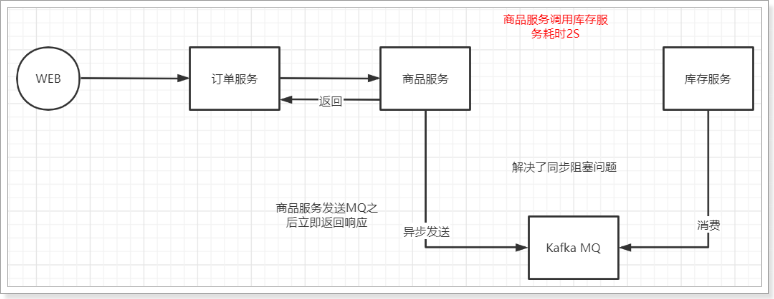 商品服务调用库存服
务耗时2S
WEB
订单服务
商品服务
库存服务
返回
解决了同步阻塞问题
商品服务发送MQ之
后立即返回响应
异步发送
消费
Kafka MQ